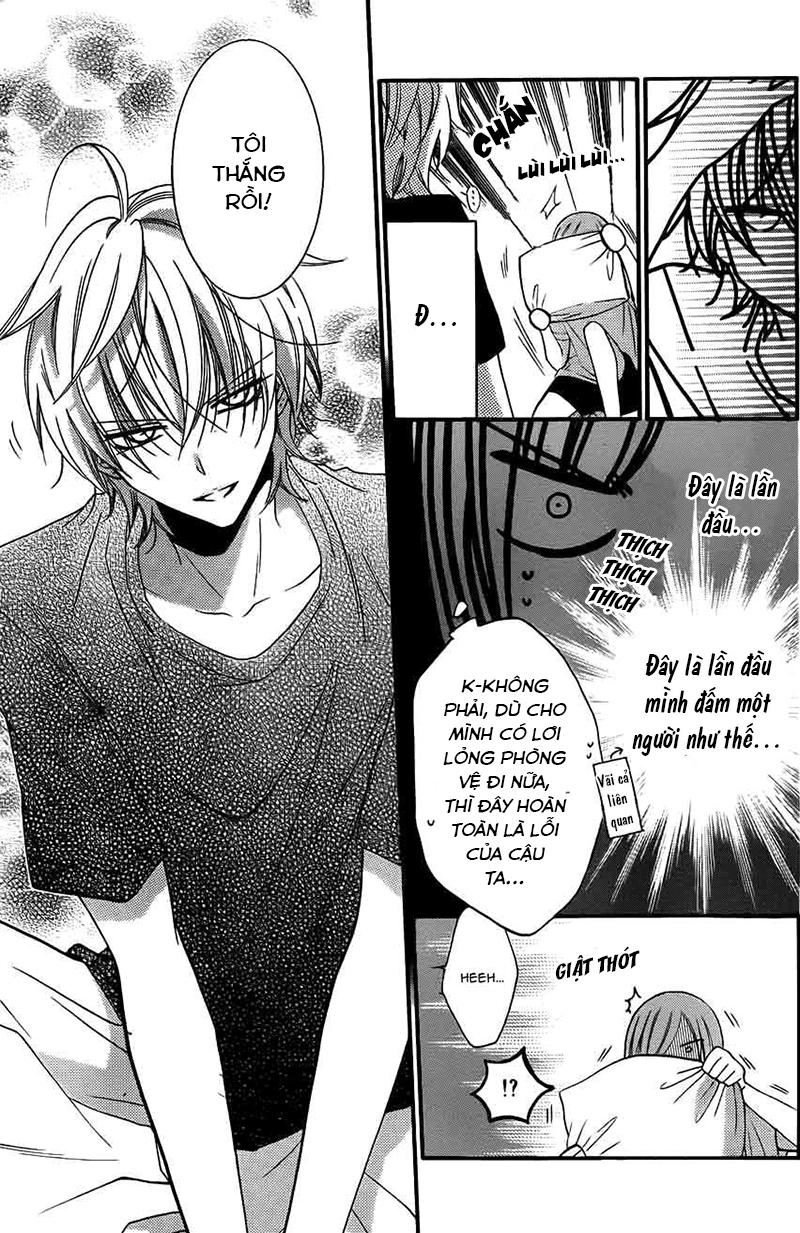 CHẮN
LÙI LÙI LÙI...
...
Đ...
Đây là lần
đầu...
THỊCH
THỊCH
THỊCH
Đây là lần đầu
mình đấm một
người như thế...
K-KHÔNG
PHẢI, DÙ CHO
MÌNH CÓ LƠI
LỎNG PHÒNG
VỆ ĐI NỮA,
THÌ ĐÂY HOÀN
TOÀN LÀ LỖI
CỦA CẬU
TA...
Vãi cả
liên
quan
GIẬT THÓT
HEEH...
!?
TÔI
THẮNG
RỒI!